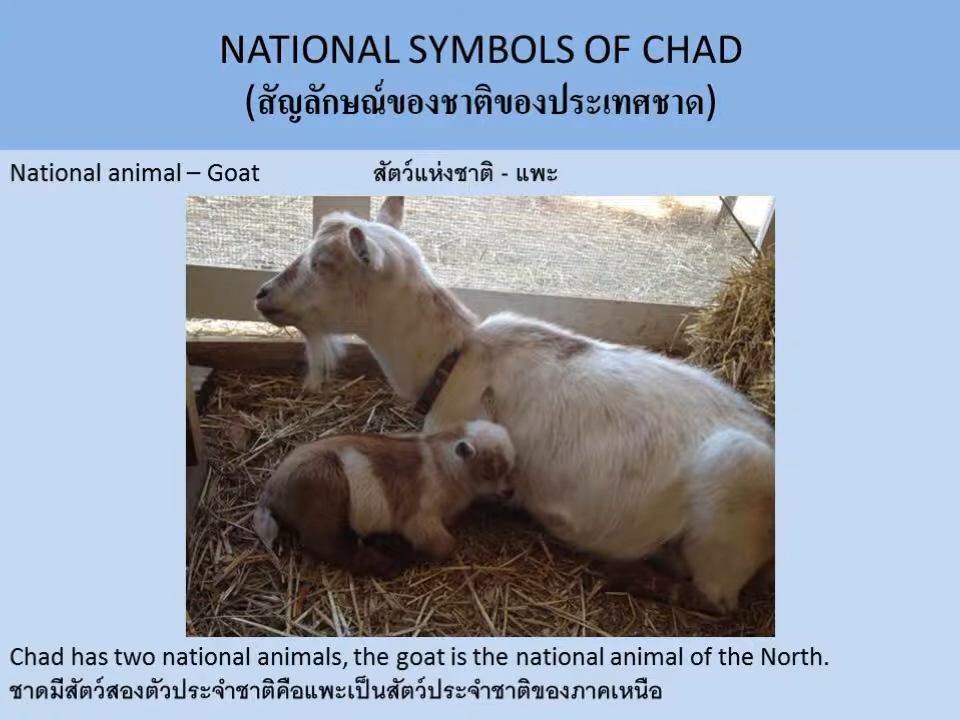 NATIONAL SYMBOLS OF CHAD
(สัญลักษณ์ของชาติของประเทศชาด)
National animal – Goat สัตว์แห่งชาติ - แพะ
Chad has two national animals, the goat is the national animal of the North.
ชาดมีสัตว์สองตัวประจำชาติคือแพะเป็นสัตว์ประจำชาติของภาคเหนือ